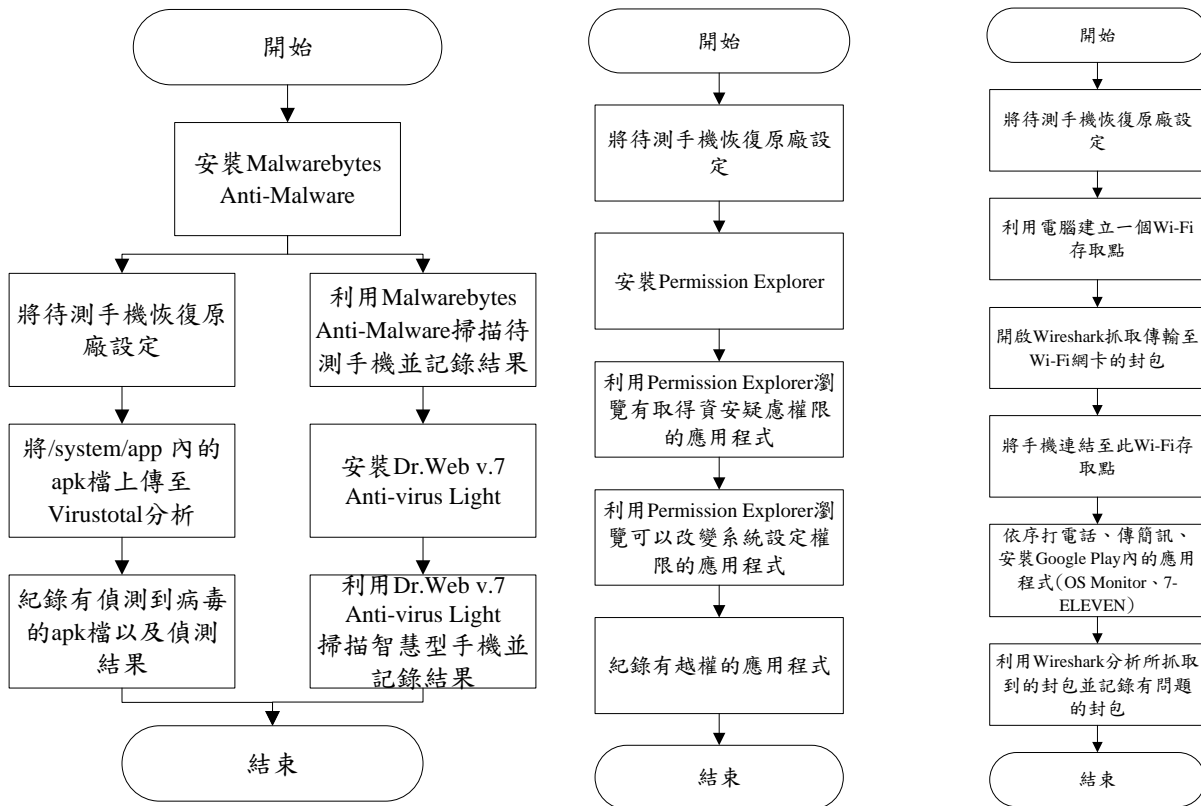 開始
安裝Malwarebytes
Anti-Malware
將待測手機恢復原
廠設定
將/system/app 內的
apk檔上傳至
Virustotal分析
紀錄有偵測到病毒
的apk檔以及偵測
結果
利用Malwarebytes
Anti-Malware掃描待
測手機並記錄結果
安裝Dr.Web v.7
Anti-virus Light
利用Dr.Web v.7
Anti-virus Light
掃描智慧型手機並
記錄結果
結束
開始
將待測手機恢復原廠設
定
安裝Permission Explorer
利用Permission Explorer瀏
覽有取得資安疑慮權限
的應用程式
利用Permission Explorer瀏
覽可以改變系統設定權
限的應用程式
紀錄有越權的應用程式
結束
開始
將待測手機恢復原廠設
定
利用電腦建立一個Wi-Fi
存取點
開啟Wireshark抓取傳輸至
Wi-Fi網卡的封包
將手機連結至此Wi-Fi存
取點
依序打電話、傳簡訊、
安裝Google Play內的應用
程式(OS Monitor、7-
ELEVEN)
利用Wireshark分析所抓取
到的封包並記錄有問題
的封包
結束